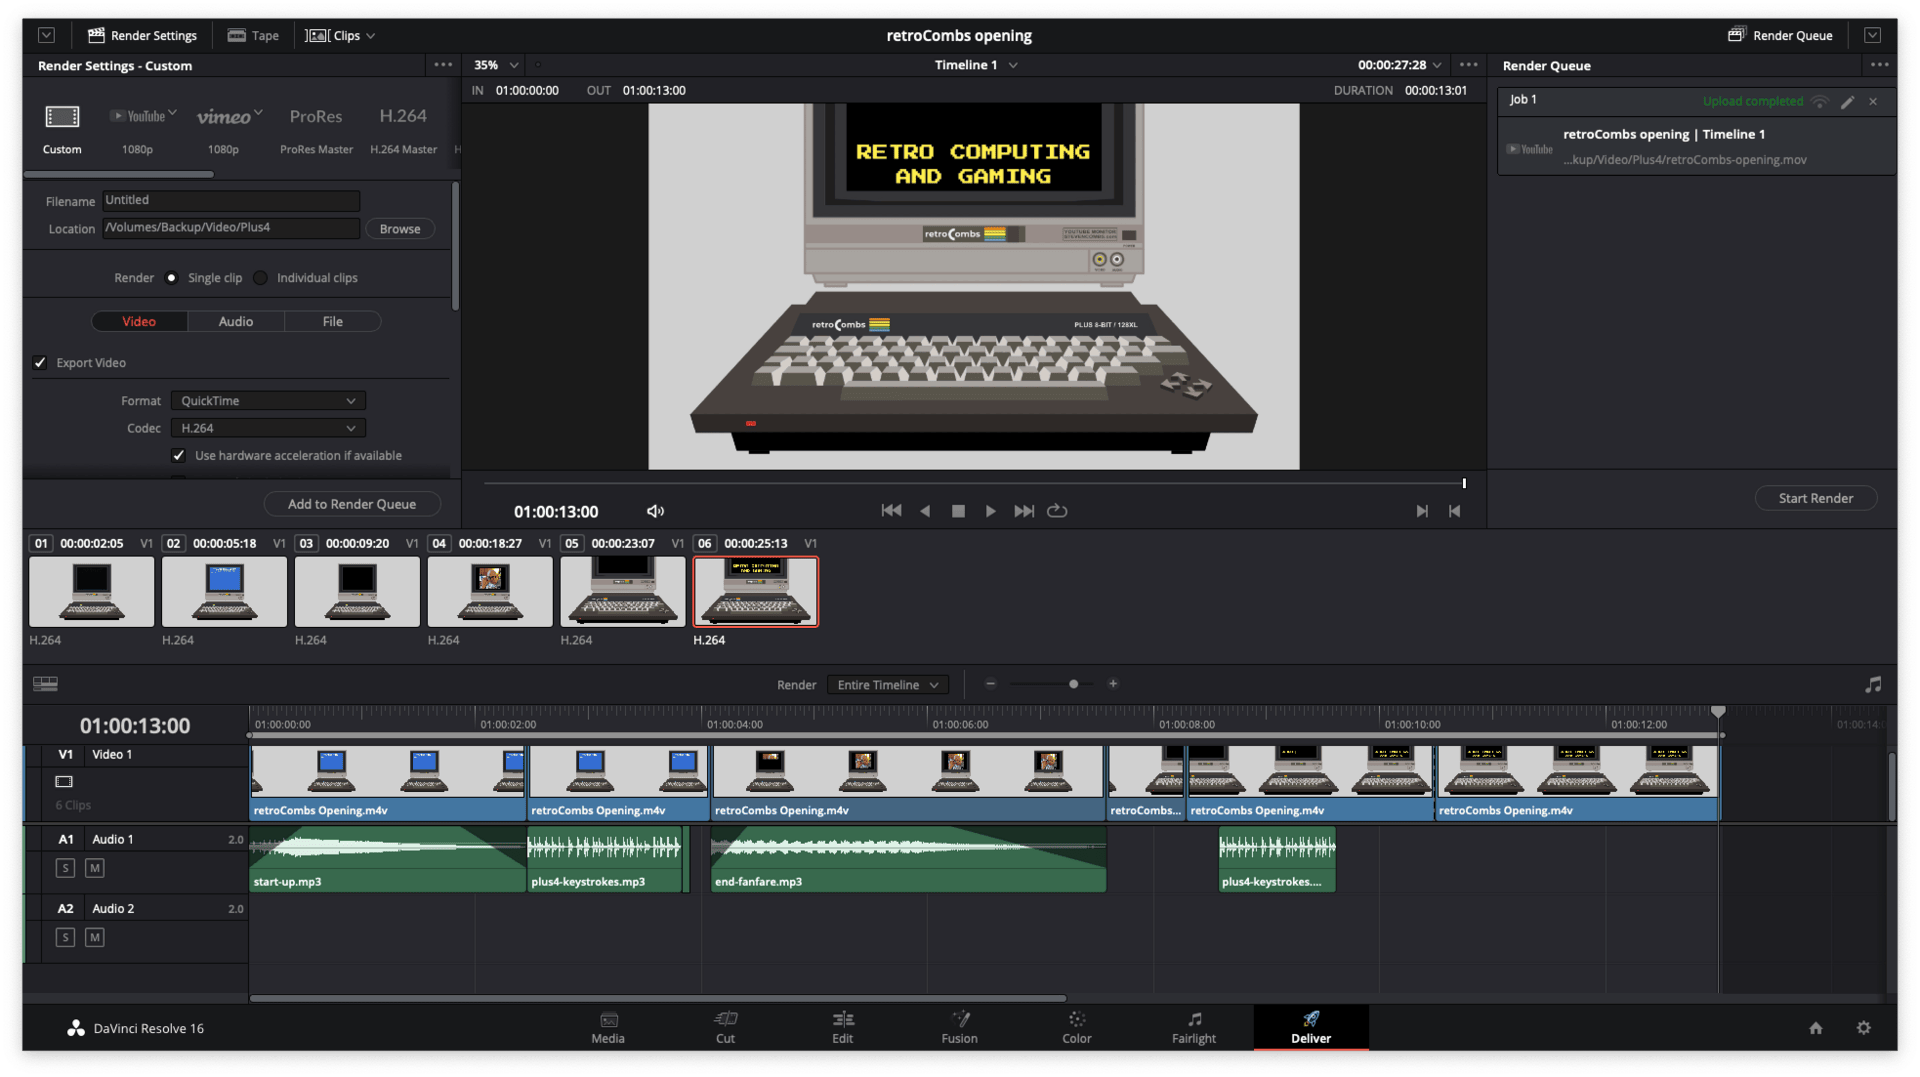 Render Settings
Tape
Clips
retroCombs opening
Render Queue
Render Settings - Custom
35%
Timeline 1
00:00:27:28
Render Queue
IN 01:00:00:00 OUT 01:00:13:00
DURATION 00:00:13:01
Job 1
Upload completed
retroCombs opening | Timeline 1
YouTube
...kup/Video/Plus4/retroCombs-opening.mov
YouTube
vimeo
ProRes
H.264
Custom
1080p
1080p
ProRes Master
H.264 Master
H
Filename Untitled
Location /Volumes/Backup/Video/Plus4
Browse
Render Single clip Individual clips
Video
Audio
File
Export Video
Format QuickTime
Codec H.264
Use hardware acceleration if available
Add to Render Queue
RETRO COMPUTING
AND GAMING
retroCombs
YOUTUBE MONITOR
retroCombs
PLUS 8-BIT / 128XL
01:00:13:00
Start Render
01 00:00:02:05 V1
02 00:00:05:18 V1
03 00:00:09:20 V1
04 00:00:18:27 V1
05 00:00:23:07 V1
06 00:00:25:13 V1
H.264
H.264
H.264
H.264
H.264
H.264
Render Entire Timeline
01:00:13:00
01:00:00:00
01:00:02:00
01:00:04:00
01:00:06:00
01:00:08:00
01:00:10:00
01:00:12:00
01:00:14:
V1 Video 1
6 Clips
retroCombs Opening.m4v
retroCombs Opening.m4v
retroCombs Opening.m4v
retroCombs...
retroCombs Opening.m4v
retroCombs Opening.m4v
A1 Audio 1 2.0
S M
start-up.mp3
plus4-keystrokes.mp3
end-fanfare.mp3
plus4-keystrokes....
A2 Audio 2 2.0
S M
DaVinci Resolve 16
Media
Cut
Edit
Fusion
Color
Fairlight
Deliver